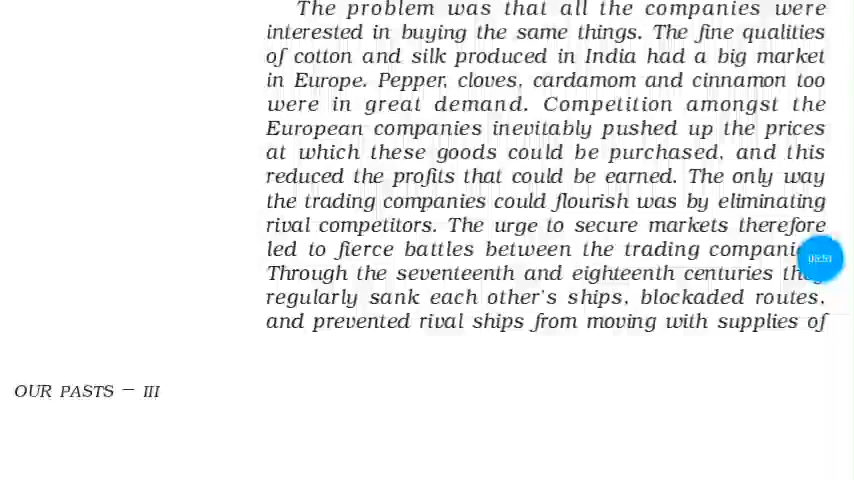 The problem was that all the companies were
interested in buying the same things. The fine qualities
of cotton and silk produced in India had a big market
in Europe. Pepper, cloves, cardamom and cinnamon too
were in great demand. Competition amongst the
European companies inevitably pushed up the prices
at which these goods could be purchased, and this
reduced the profits that could be earned. The only way
the trading companies could flourish was by eliminating
rival competitors. The urge to secure markets therefore
led to fierce battles between the trading
Through the seventeenth and eighteenth centuries
regularly sank each other's ships, blockaded routes,
and prevented rival ships from moving with supplies of
OUR PASTS – III